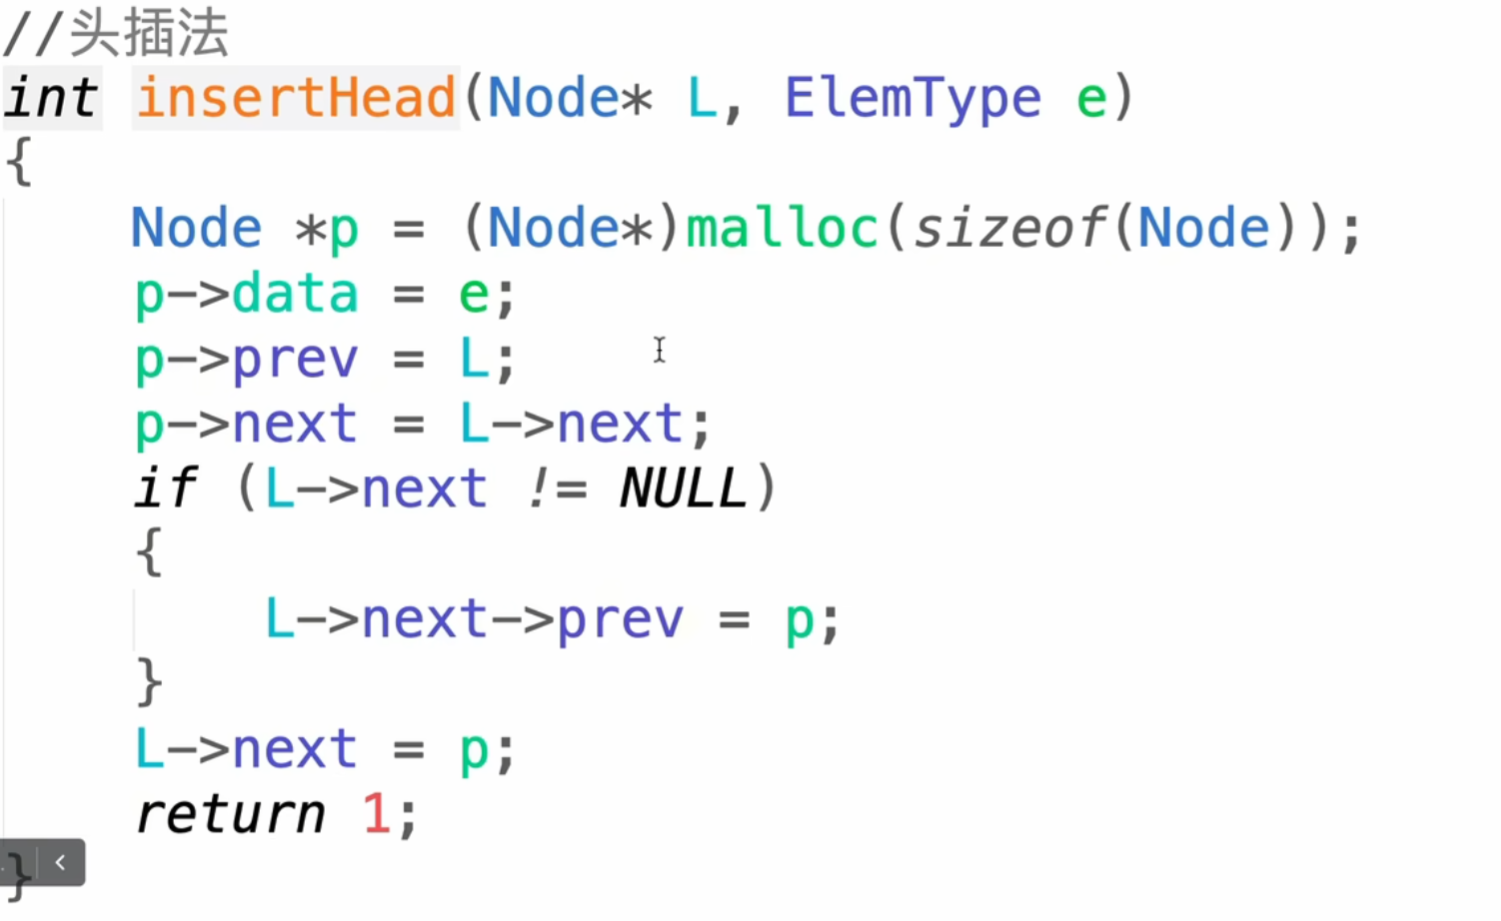 //头插法
int insertHead(Node* L, ElemType e)
{
    Node *p = (Node*)malloc(sizeof(Node));
    p->data = e;
    p->prev = L;
    p->next = L->next;
    if (L->next != NULL)
    {
        L->next->prev = p;
    }
    L->next = p;
    return 1;
}